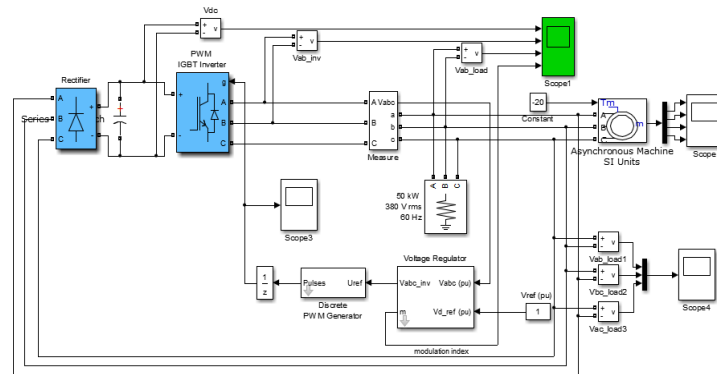 Vdc
v
Vab_inv
v
Vab_load
v
Scope1
PWM
IGBT Inverter
Rectifier
A
B
C
+
-
Series
ch
+
-
g
A
B
C
A Vabc
a
B
b
C
c
Measure
-20
Constant
Tm
A
B
C
m
Asynchronous Machine
SI Units
Scope
50 kW
380 V rms
60 Hz
A B C
Scope3
Voltage Regulator
Vabc_inv
Vabc (pu)
m
Vd_ref (pu)
modulation index
Vref (pu)
1
1
z
Pulses
Uref
Discrete
PWM Generator
v
Vab_load1
v
Vbc_load2
v
Vac_load3
Scope4